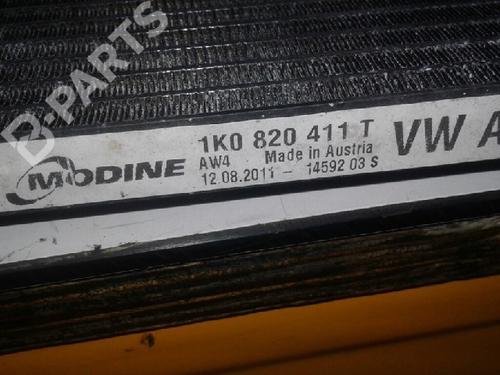 B-PARTS
MODINE
1K0 820 411 T
AW4 Made in Austria
12.08.2011 - 14592 03 S
VW A